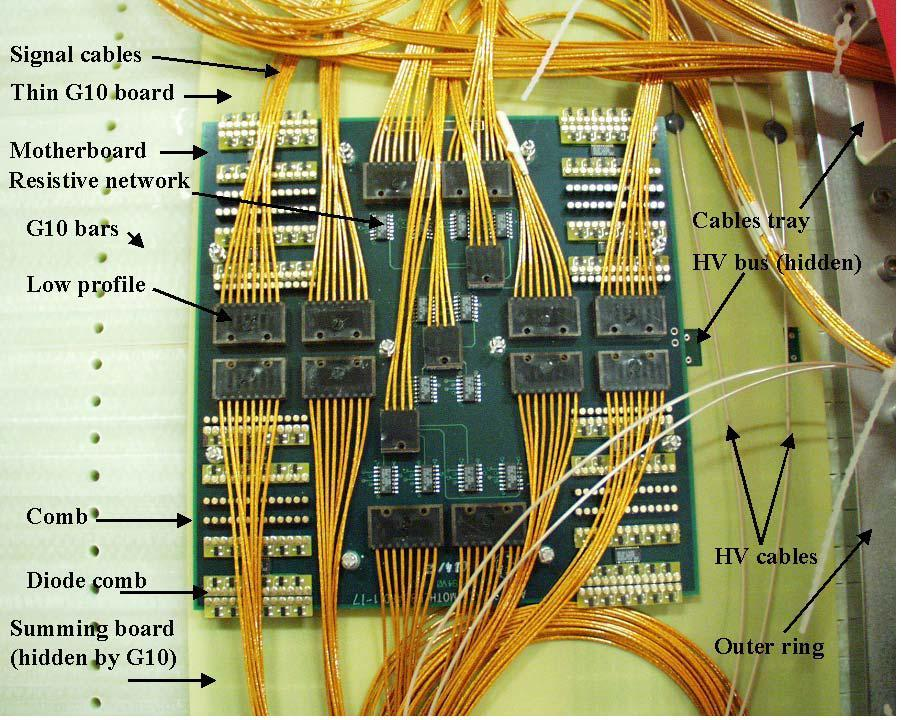 Signal cables
Thin G10 board
Motherboard
Resistive network
G10 bars
Low profile
Comb
Diode comb
Summing board
(hidden by G10)
Cables tray
HV bus (hidden)
HV cables
Outer ring